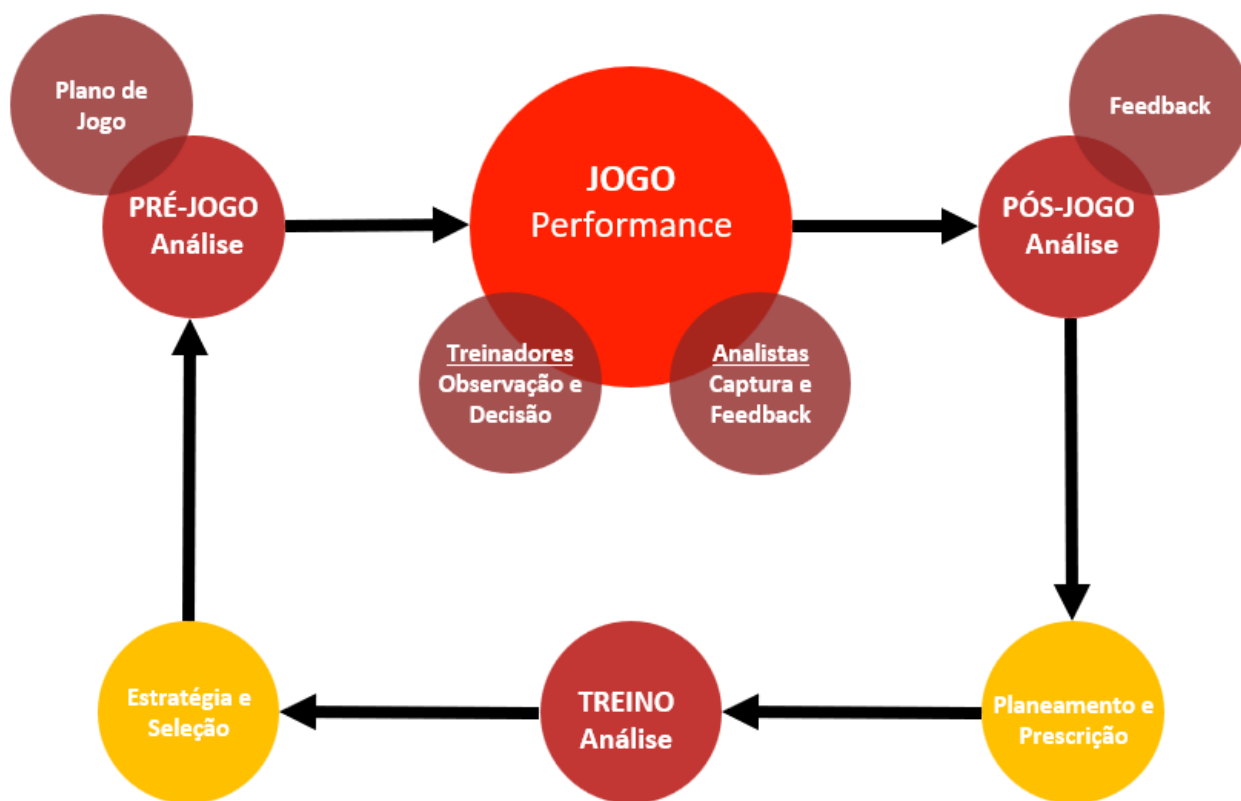 Plano de
Jogo
PRÉ-JOGO
Análise
JOGO
Performance
Treinadores
Observação e
Decisão
Analistas
Captura e
Feedback
Feedback
PÓS-JOGO
Análise
Estratégia e
Seleção
TREINO
Análise
Planeamento e
Prescrição